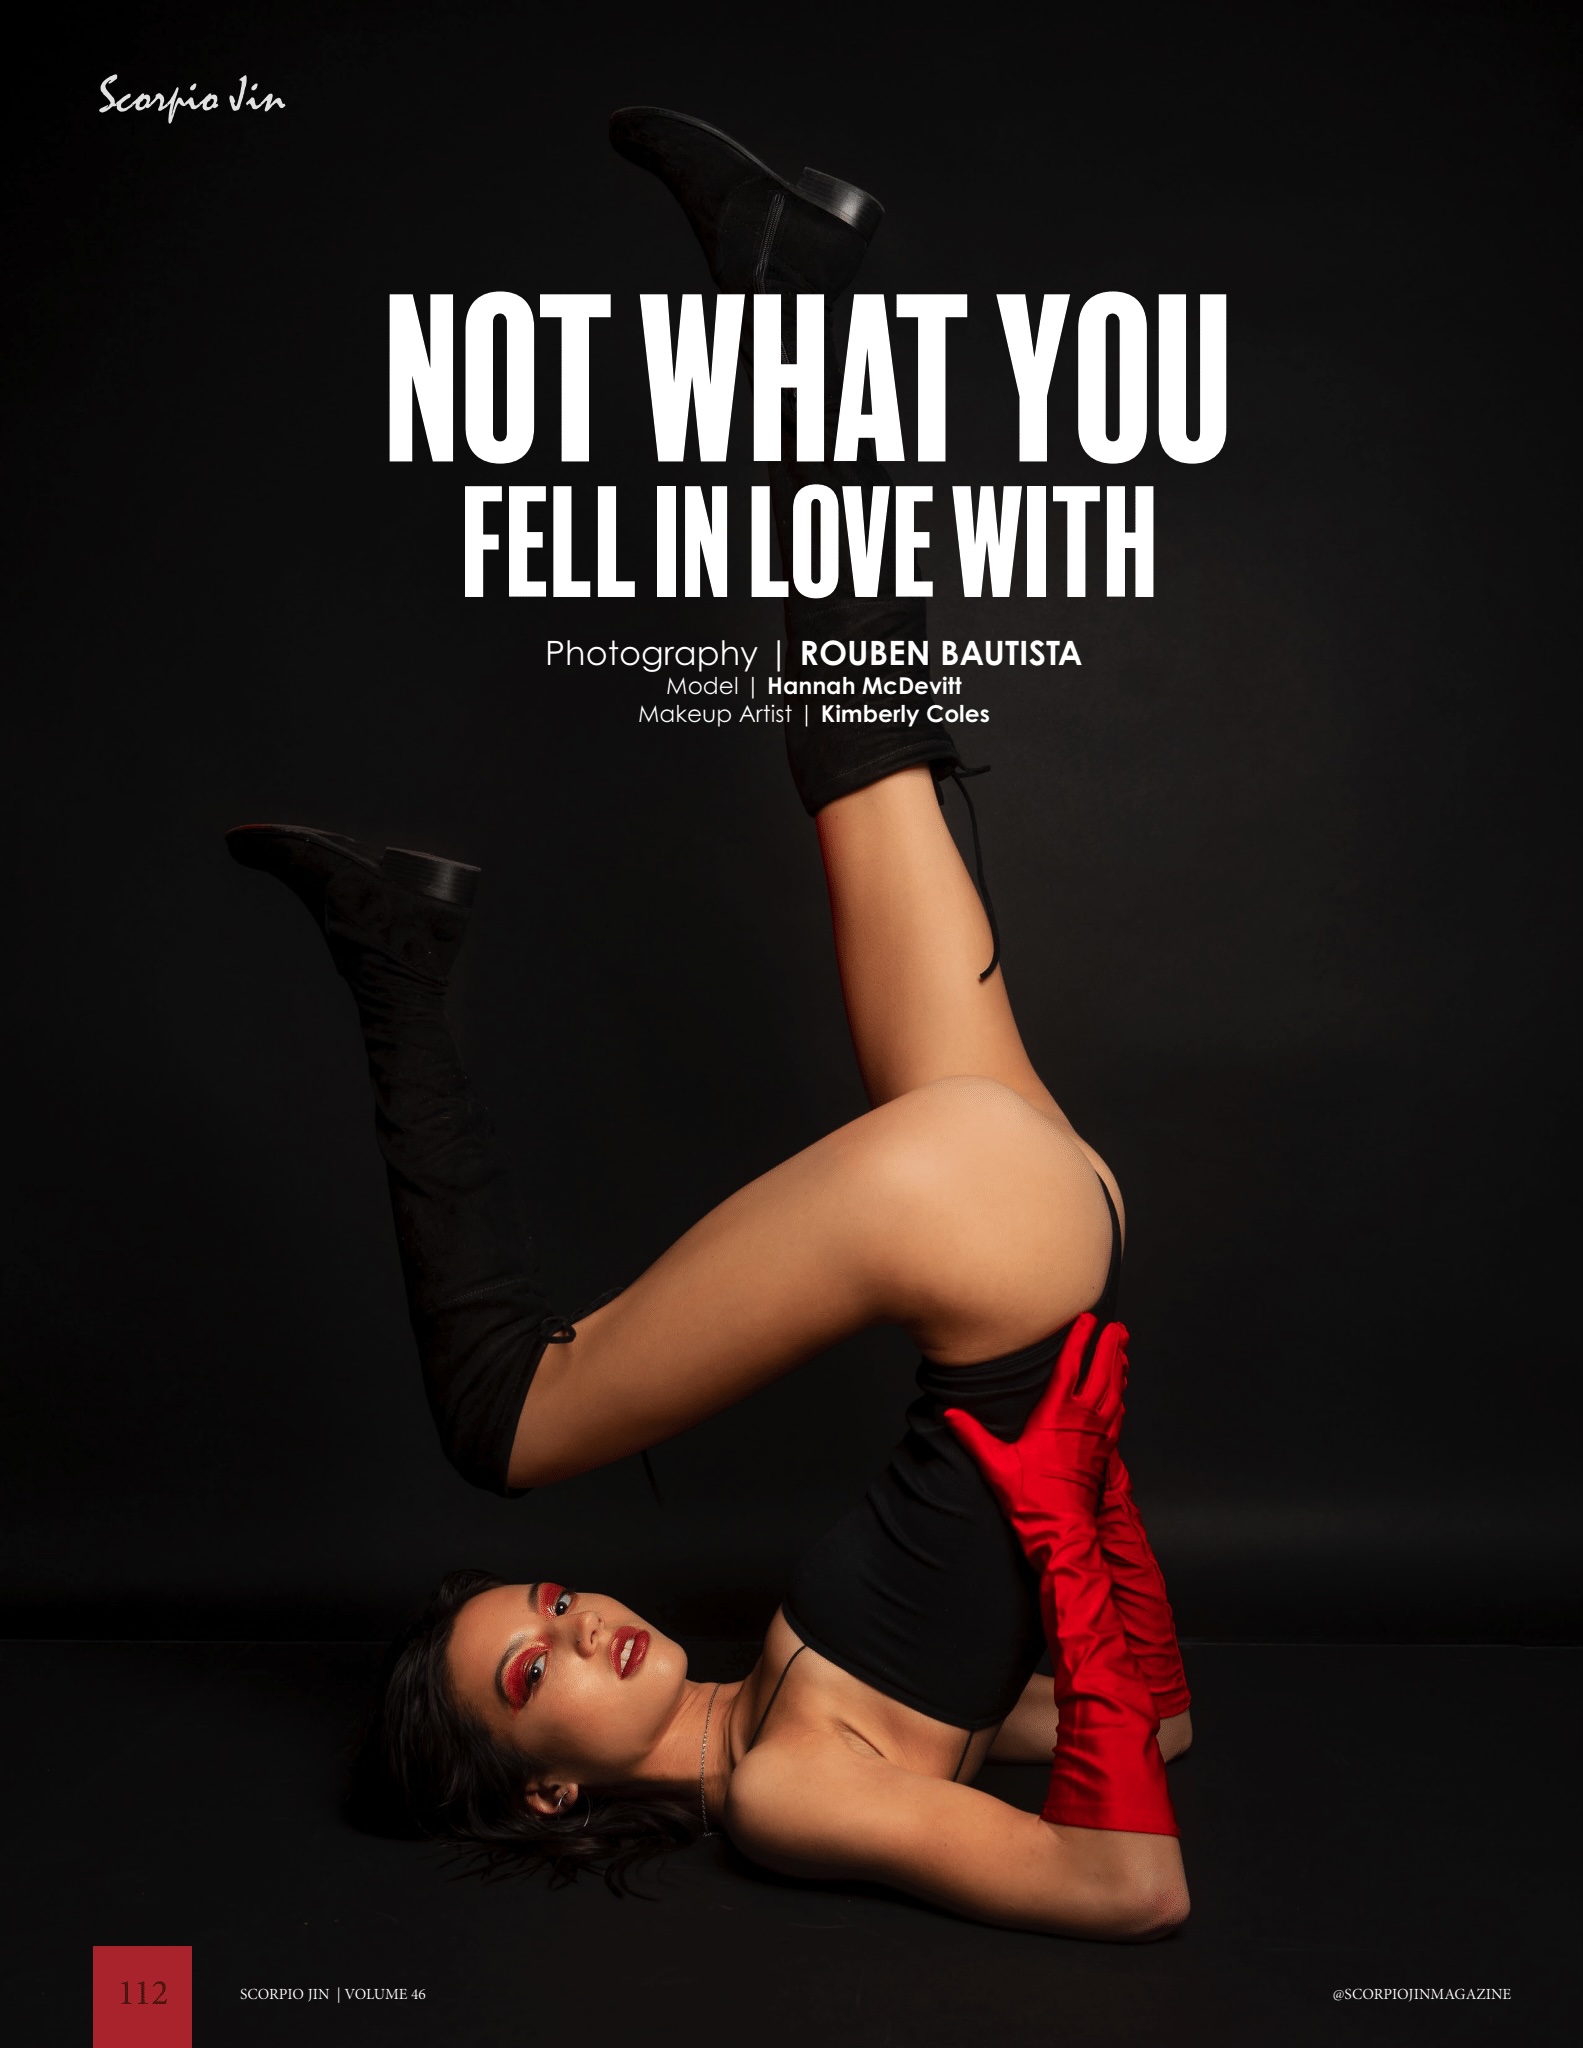 Scorpio Jin
NOT WHAT YOU
FELL IN LOVE WITH
Photography | ROUBEN BAUTISTA
Model | Hannah McDevitt
Makeup Artist | Kimberly Coles
112
SCORPIO JIN | VOLUME 46
@SCORPIOJINMAGAZINE